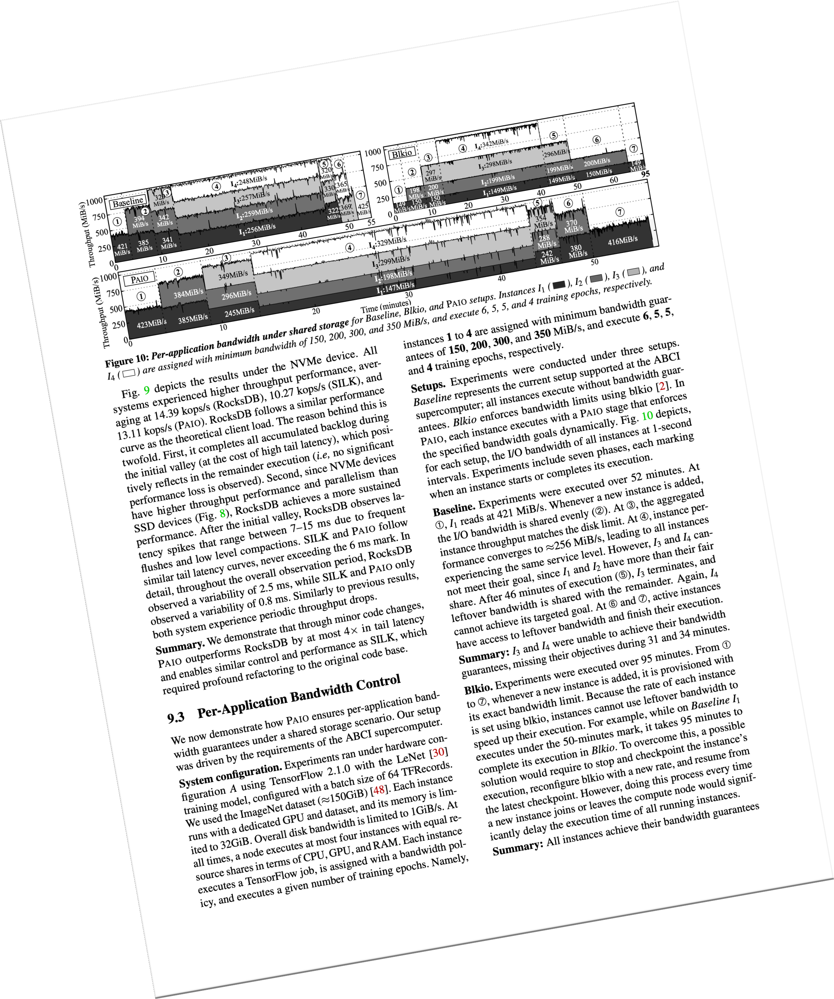 Throughput (MiB/s)
1000
750
500
250
0
Baseline
① ② ③ ④ ⑤ ⑥ ⑦
421 MiB/s
394 MiB/s
385 MiB/s
329 MiB/s
342 MiB/s
341 MiB/s
I4:248MiB/s
I3:257MiB/s
I2:259MiB/s
I1:256MiB/s
320 MiB/s
330 MiB/s
322 MiB/s
365 MiB/s
369 MiB/s
425 MiB/s
10 20 30 40 50 55
1000
750
500
250
0
Blkio
① ② ③ ④ ⑤ ⑥ ⑦
149 MiB/s
198 MB/s
150 MiB/s
297 MiB/s
200 MiB/s
150 MiB/s
I4:342MiB/s
I3:298MiB/s
I2:199MiB/s
I1:149MiB/s
296MiB/s
199MiB/s
149MiB/s
200MiB/s
150MiB/s
149 MiB/s
0 10 20 30 40 50 60 95
Throughput (MiB/s)
1000
750
500
250
0
PAIO
① ② ③ ④ ⑤ ⑥ ⑦
423MiB/s
384MiB/s
385MiB/s
349MiB/s
296MiB/s
245MiB/s
I4:329MiB/s
I3:299MiB/s
I2:198MiB/s
I1:147MiB/s
354 MiB/s
288 MiB/s
242 MiB/s
370 MiB/s
380 MiB/s
416MiB/s
0 10 20 30 40 50
Time (minutes)
Figure 10: Per-application bandwidth under shared storage for Baseline, Blkio, and PAIO setups. Instances I1 ( ), I2 ( ), I3 ( ), and
I4 ( ) are assigned with minimum bandwidth of 150, 200, 300, and 350 MiB/s, and execute 6, 5, 5, and 4 training epochs, respectively.
Fig. 9 depicts the results under the NVMe device. All
systems experienced higher throughput performance, aver-
aging at 14.39 kops/s (RocksDB), 10.27 kops/s (SILK), and
13.11 kops/s (PAIO). RocksDB follows a similar performance
curve as the theoretical client load. The reason behind this is
twofold. First, it completes all accumulated backlog during
the initial valley (at the cost of high tail latency), which posi-
tively reflects in the remainder execution (i.e, no significant
performance loss is observed). Second, since NVMe devices
have higher throughput performance and parallelism than
SSD devices (Fig. 8), RocksDB achieves a more sustained
performance. After the initial valley, RocksDB observes la-
tency spikes that range between 7–15 ms due to frequent
flushes and low level compactions. SILK and PAIO follow
similar tail latency curves, never exceeding the 6 ms mark. In
detail, throughout the overall observation period, RocksDB
observed a variability of 2.5 ms, while SILK and PAIO only
observed a variability of 0.8 ms. Similarly to previous results,
both system experience periodic throughput drops.
Summary. We demonstrate that through minor code changes,
PAIO outperforms RocksDB by at most 4× in tail latency
and enables similar control and performance as SILK, which
required profound refactoring to the original code base.
9.3 Per-Application Bandwidth Control
We now demonstrate how PAIO ensures per-application band-
width guarantees under a shared storage scenario. Our setup
was driven by the requirements of the ABCI supercomputer.
System configuration. Experiments ran under hardware con-
figuration A using TensorFlow 2.1.0 with the LeNet [30]
training model, configured with a batch size of 64 TFRecords.
We used the ImageNet dataset (≈150GiB) [48]. Each instance
runs with a dedicated GPU and dataset, and its memory is lim-
ited to 32GiB. Overall disk bandwidth is limited to 1GiB/s. At
all times, a node executes at most four instances with equal re-
source shares in terms of CPU, GPU, and RAM. Each instance
executes a TensorFlow job, is assigned with a bandwidth pol-
icy, and executes a given number of training epochs. Namely,
instances 1 to 4 are assigned with minimum bandwidth guar-
antees of 150, 200, 300, and 350 MiB/s, and execute 6, 5, 5,
and 4 training epochs, respectively.
Setups. Experiments were conducted under three setups.
Baseline represents the current setup supported at the ABCI
supercomputer; all instances execute without bandwidth guar-
antees. Blkio enforces bandwidth limits using blkio [2]. In
PAIO, each instance executes with a PAIO stage that enforces
the specified bandwidth goals dynamically. Fig. 10 depicts,
for each setup, the I/O bandwidth of all instances at 1-second
intervals. Experiments include seven phases, each marking
when an instance starts or completes its execution.
Baseline. Experiments were executed over 52 minutes. At
①, I1 reads at 421 MiB/s. Whenever a new instance is added,
the I/O bandwidth is shared evenly (②). At ③, the aggregated
instance throughput matches the disk limit. At ④, instance per-
formance converges to ≈256 MiB/s, leading to all instances
experiencing the same service level. However, I3 and I4 can-
not meet their goal, since I1 and I2 have more than their fair
share. After 46 minutes of execution (⑤), I3 terminates, and
leftover bandwidth is shared with the remainder. Again, I4
cannot achieve its targeted goal. At ⑥ and ⑦, active instances
have access to leftover bandwidth and finish their execution.
Summary: I3 and I4 were unable to achieve their bandwidth
guarantees, missing their objectives during 31 and 34 minutes.
Blkio. Experiments were executed over 95 minutes. From ①
to ⑦, whenever a new instance is added, it is provisioned with
its exact bandwidth limit. Because the rate of each instance
is set using blkio, instances cannot use leftover bandwidth to
speed up their execution. For example, while on Baseline I1
executes under the 50-minutes mark, it takes 95 minutes to
complete its execution in Blkio. To overcome this, a possible
solution would require to stop and checkpoint the instance's
execution, reconfigure blkio with a new rate, and resume from
the latest checkpoint. However, doing this process every time
a new instance joins or leaves the compute node would signif-
icantly delay the execution time of all running instances.
Summary: All instances achieve their bandwidth guarantees